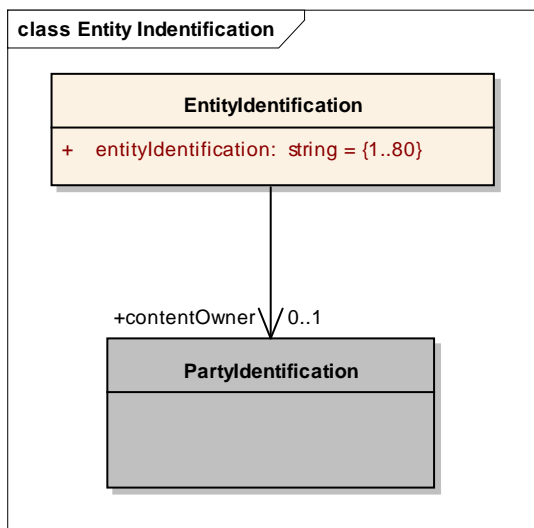 class Entity Indentification
EntityIdentification
+ entityIdentification: string = {1..80}
+contentOwner 0..1
PartyIdentification